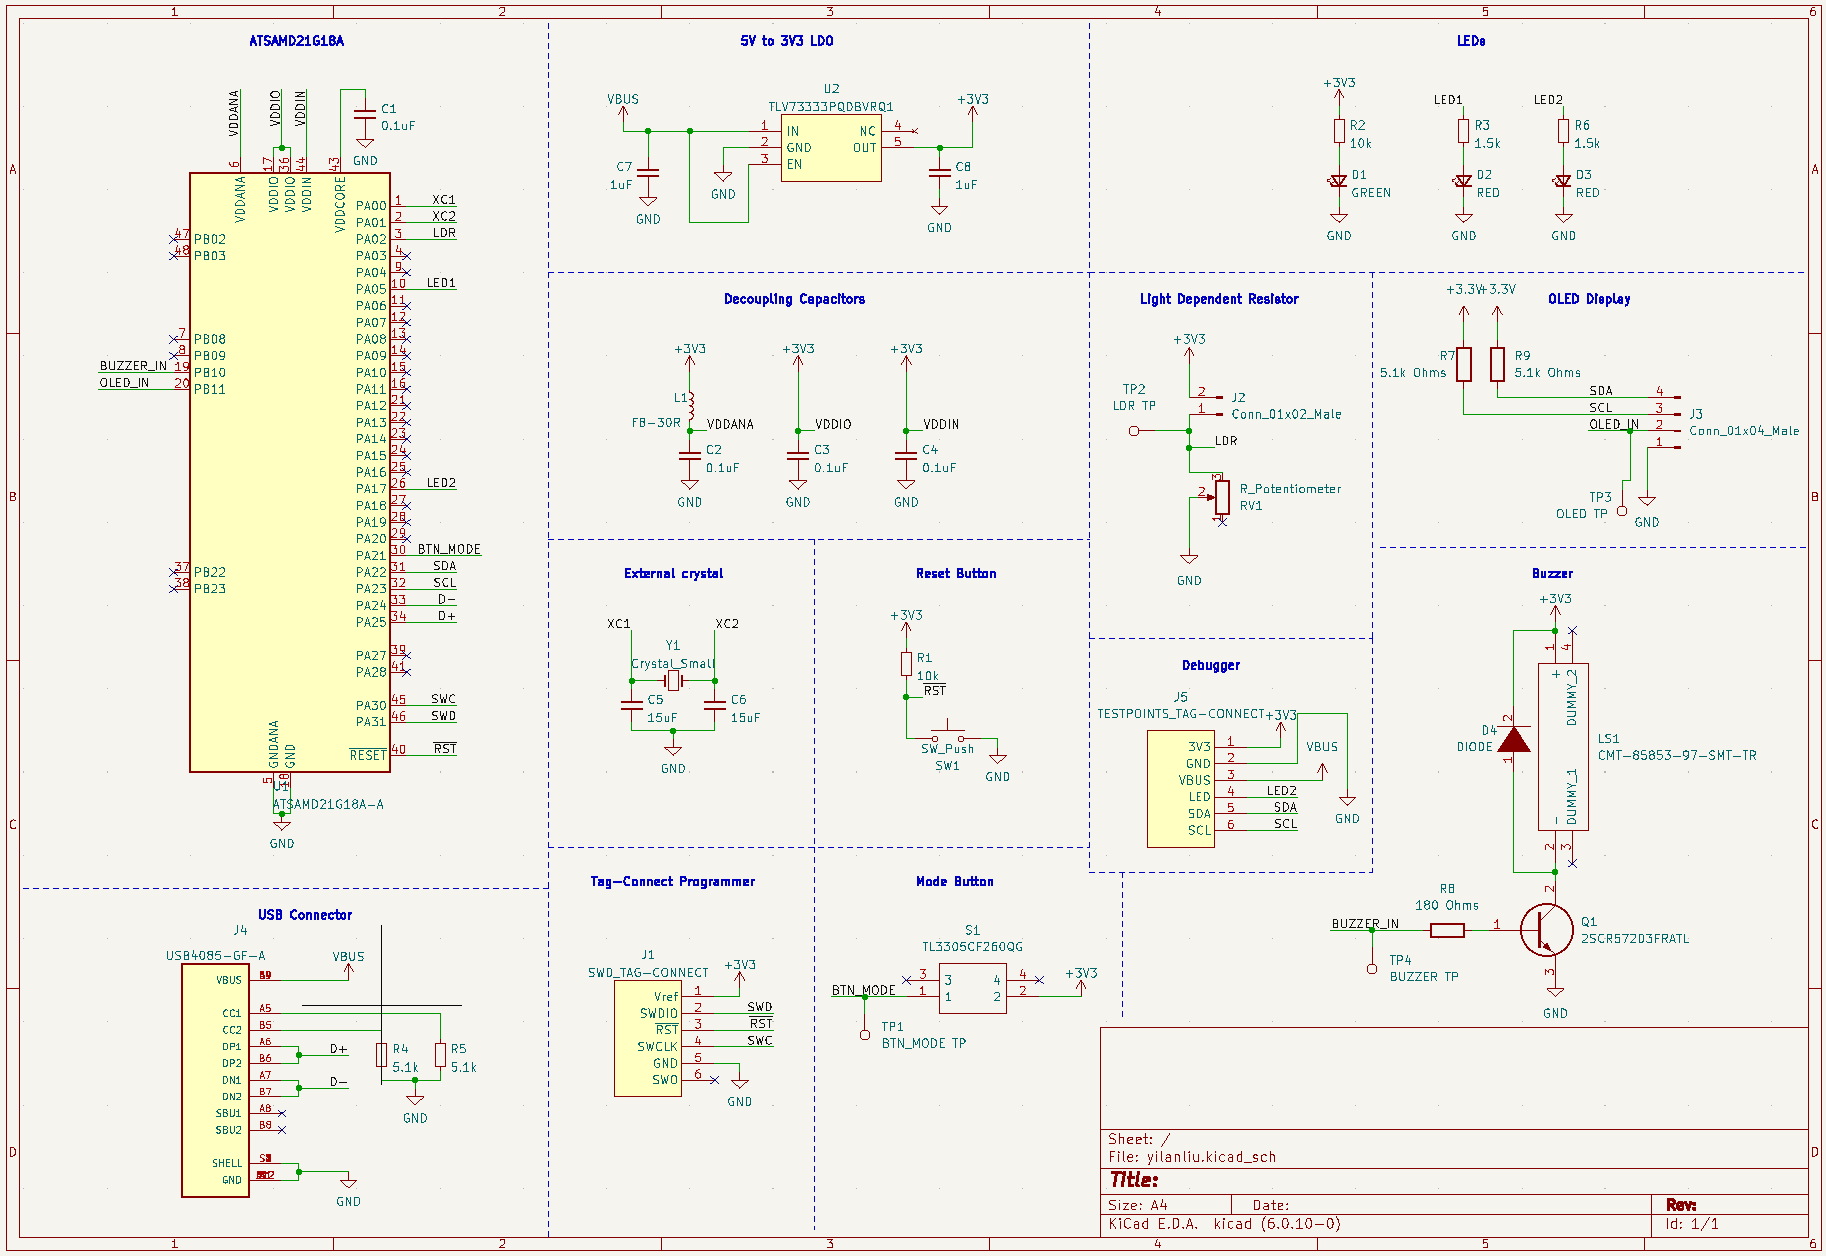 1 2 3 4 5 6
A
B
C
D
ATSAMD21G18A
VDDANA
VDDIO
VDDIN
C1
0.1uF
GND
6
17
36
44
43
VDDANA
VDDIO
VDDIO
VDDIN
VDDCORE
PA00 1 XC1
PA01 2 XC2
PA02 3 LDR
47 PB02
48 PB03
PA03 4
PA04 9
PA05 10 LED1
PA06 11
PA07 12
7 PB08
PA08 13
8 PB09
PA09 14
BUZZER_IN 19 PB10
PA10 15
OLED_IN 20 PB11
PA11 16
PA12 21
PA13 22
PA14 23
PA15 24
PA16 25
PA17 26 LED2
PA18 27
PA19 28
PA20 29
PA21 30 BTN_MODE
37 PB22
PA22 31 SDA
38 PB23
PA23 32 SCL
PA24 33 D-
PA25 34 D+
PA27 39
PA28 41
PA30 45 SWC
PA31 46 SWD
RESET 40 RST
GNDANA
GND
5
18
ATSAMD21G18A-A
GND
5V to 3V3 LDO
U2
TLV73333PQDBVRQ1
VBUS
+3V3
1 IN
NC 4
2 GND
OUT 5
3 EN
C7
1uF
GND
GND
C8
1uF
GND
LEDs
+3V3
LED1
LED2
R2
10k
R3
1.5k
R6
1.5k
D1
GREEN
D2
RED
D3
RED
GND
GND
GND
Decoupling Capacitors
+3V3
+3V3
+3V3
L1
FB-30R
VDDANA
VDDIO
VDDIN
C2
0.1uF
C3
0.1uF
C4
0.1uF
GND
GND
GND
Light Dependent Resistor
+3V3
TP2
LDR TP
2
1
J2
Conn_01x02_Male
LDR
3
2
1
R_Potentiometer
RV1
GND
OLED Display
+3.3V
+3.3V
R7
5.1k Ohms
R9
5.1k Ohms
SDA 4
SCL 3
OLED_IN 2
1
J3
Conn_01x04_Male
TP3
OLED TP
GND
External crystal
XC1
XC2
Y1
Crystal_Small
C5
15uF
C6
15uF
GND
Reset Button
+3V3
R1
10k
RST
SW_Push
SW1
GND
Debugger
J5
TESTPOINTS_TAG-CONNECT
+3V3
VBUS
3V3 1
GND 2
VBUS 3
LED 4 LED2
SDA 5 SDA
SCL 6 SCL
GND
Buzzer
+3V3
1
4
+
DUMMY_2
D4
DIODE
2
1
LS1
CMT-85853-97-SMT-TR
-
DUMMY_1
2
3
R8
180 Ohms
BUZZER_IN
1
2
3
Q1
2SCR572D3FRATL
TP4
BUZZER TP
GND
USB Connector
J4
USB4085-GF-A
VBUS
VBUS
CC1 A5
CC2 B5
DP1 A6
DP2 B6
D+
DN1 A7
DN2 B7
D-
SBU1 A8
SBU2 B8
SHELL
GND
R4
5.1k
R5
5.1k
GND
GND
Tag-Connect Programmer
J1
SWD_TAG-CONNECT
+3V3
Vref 1
SWDIO 2 SWD
RST 3 RST
SWCLK 4 SWC
GND 5
SWO 6
GND
Mode Button
S1
TL3305CF260QG
3 3
4 4
BTN_MODE 1 1
2 2
+3V3
TP1
BTN_MODE TP
Sheet: /
File: yilanliu.kicad_sch
Title:
Size: A4 Date: Rev:
KiCad E.D.A. kicad (6.0.10-0) Id: 1/1
A
B
C
D
1 2 3 4 5 6